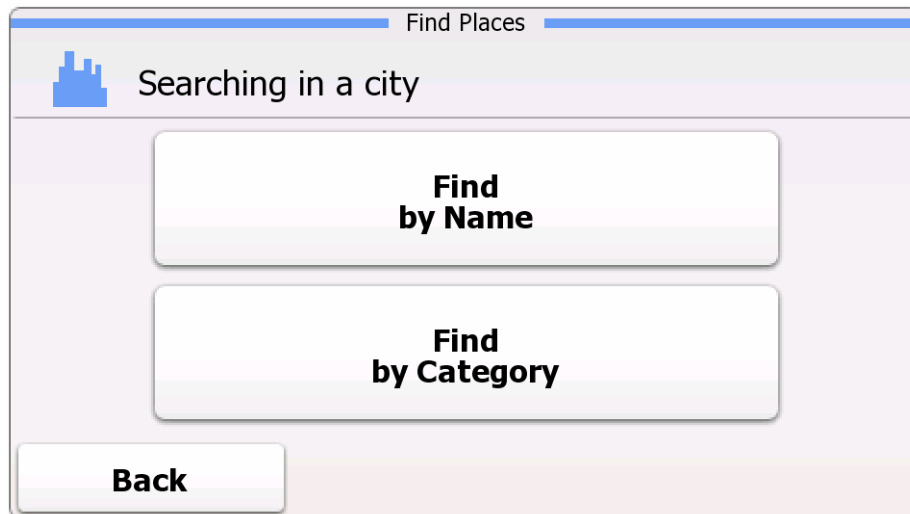 Find Places
Searching in a city
Find
by Name
Find
by Category
Back